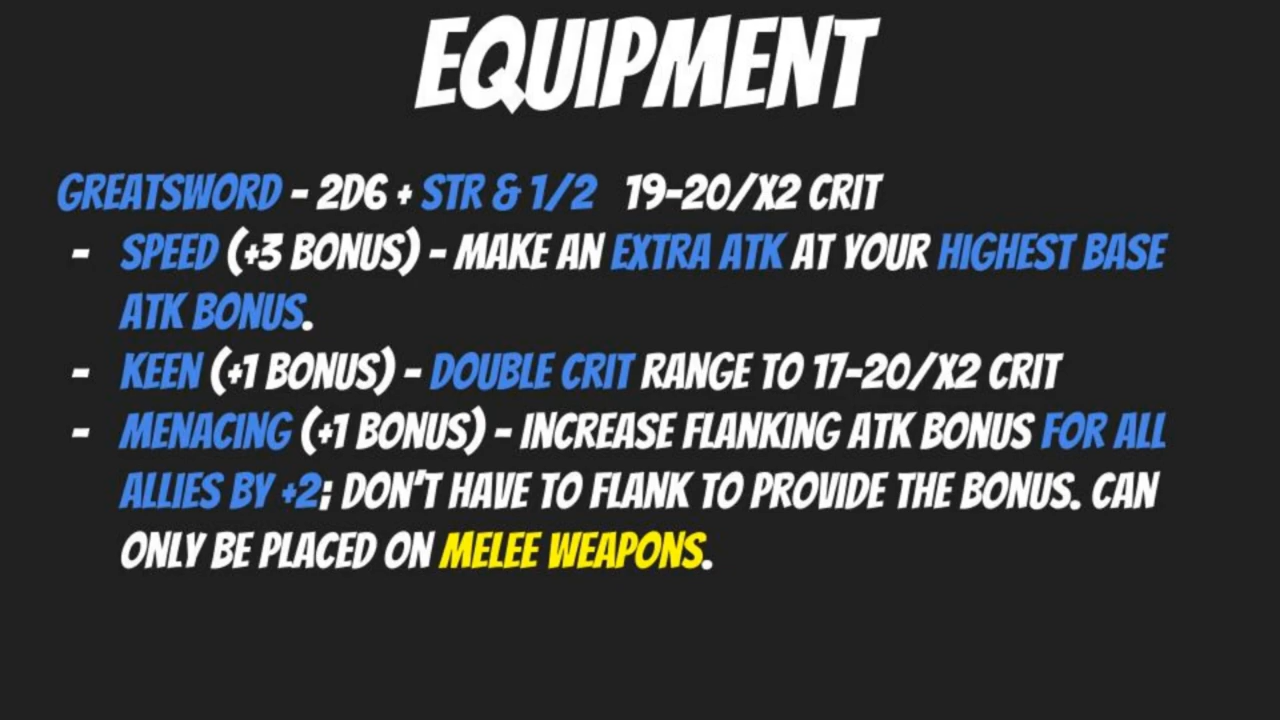 EQUIPMENT
GREATSWORD - 2D6 + STR & 1/2 19-20/X2 CRIT
- SPEED (+3 BONUS) - MAKE AN EXTRA ATK AT YOUR HIGHEST BASE
ATK BONUS.
- KEEN (+1 BONUS) - DOUBLE CRIT RANGE TO 17-20/X2 CRIT
- MENACING (+1 BONUS) - INCREASE FLANKING ATK BONUS FOR ALL
ALLIES BY +2; DON'T HAVE TO FLANK TO PROVIDE THE BONUS. CAN
ONLY BE PLACED ON MELEE WEAPONS.